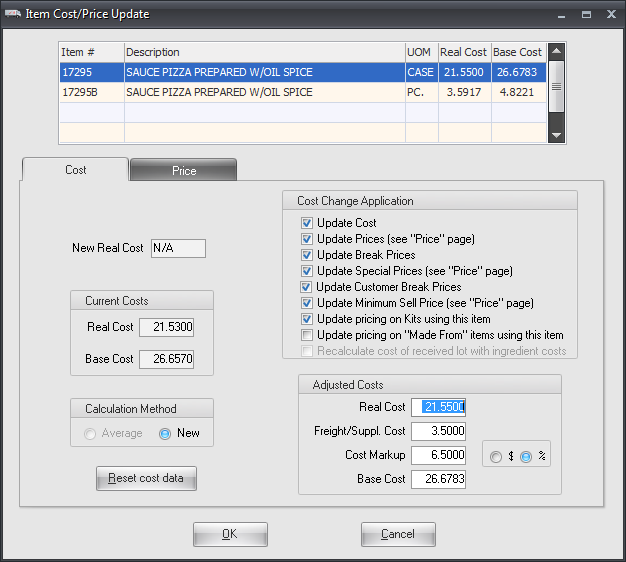 Item Cost/Price Update
Item # Description UOM Real Cost Base Cost
17295 SAUCE PIZZA PREPARED W/OIL SPICE CASE 21.5500 26.6783
17295B SAUCE PIZZA PREPARED W/OIL SPICE PC. 3.5917 4.8221
Cost Price
New Real Cost N/A
Current Costs
Real Cost 21.5300
Base Cost 26.6570
Calculation Method
Average New
Reset cost data
Cost Change Application
Update Cost
Update Prices (see "Price" page)
Update Break Prices
Update Special Prices (see "Price" page)
Update Customer Break Prices
Update Minimum Sell Price (see "Price" page)
Update pricing on Kits using this item
Update pricing on "Made From" items using this item
Recalculate cost of received lot with ingredient costs
Adjusted Costs
Real Cost 21.5500
Freight/Suppl. Cost 3.5000
Cost Markup 6.5000 $ %
Base Cost 26.6783
OK Cancel